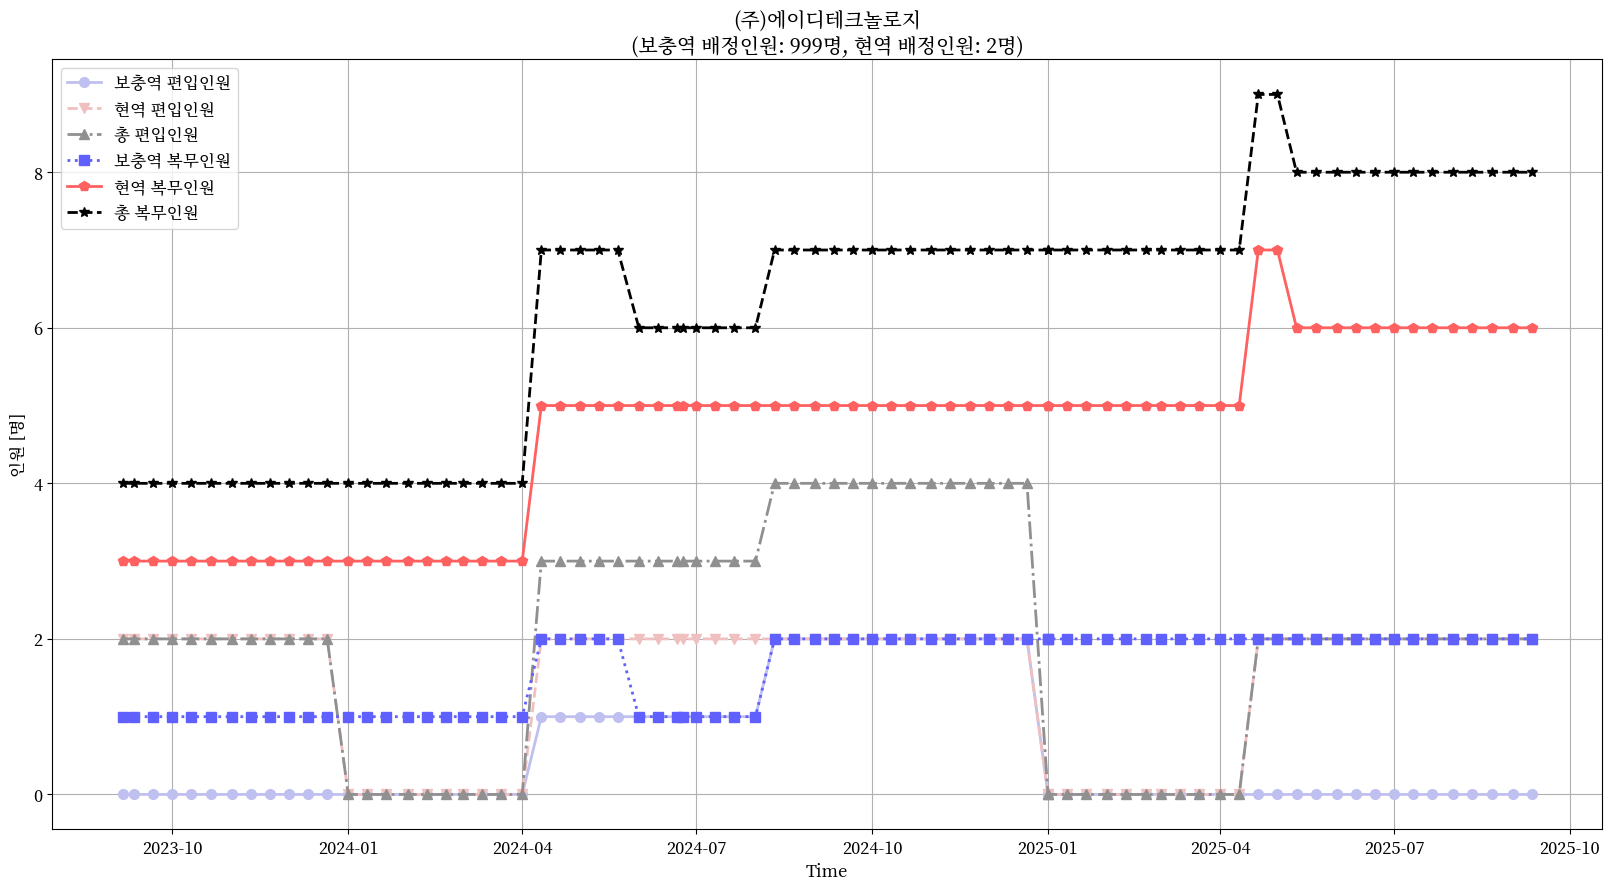 (주)에이디테크놀로지
(보충역 배정인원: 999명, 현역 배정인원: 2명)
보충역 편입인원
현역 편입인원
총 편입인원
보충역 복무인원
현역 복무인원
총 복무인원
인원 [명]
8
6
4
2
0
2023-10
2024-01
2024-04
2024-07
2024-10
2025-01
2025-04
2025-07
2025-10
Time